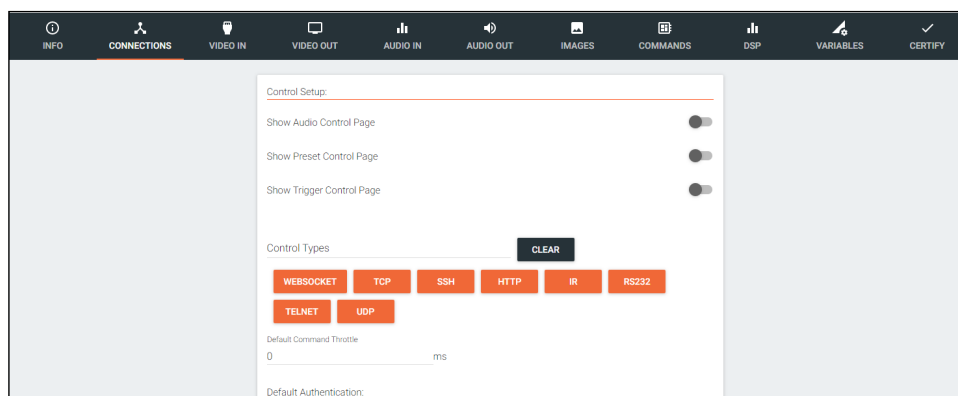 INFO CONNECTIONS VIDEO IN VIDEO OUT AUDIO IN AUDIO OUT IMAGES COMMANDS DSP VARIABLES CERTIFY
Control Setup:
Show Audio Control Page
Show Preset Control Page
Show Trigger Control Page
Control Types CLEAR
WEBSOCKET TCP SSH HTTP IR RS232
TELNET UDP
Default Command Throttle
0 ms
Default Authentication: